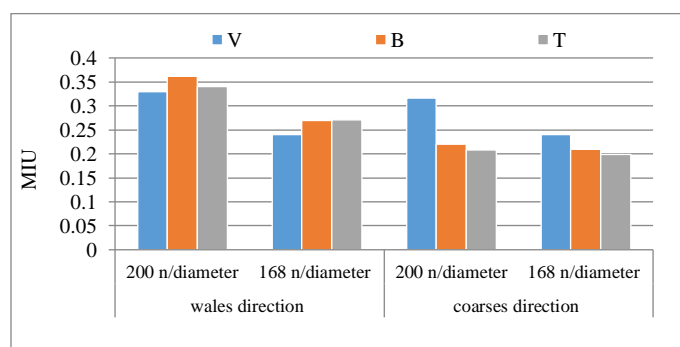 V B T
0.4
0.35
0.3
0.25
0.2
0.15
0.1
0.05
0
MIU
200 n/diameter 168 n/diameter 200 n/diameter 168 n/diameter
wales direction coarses direction